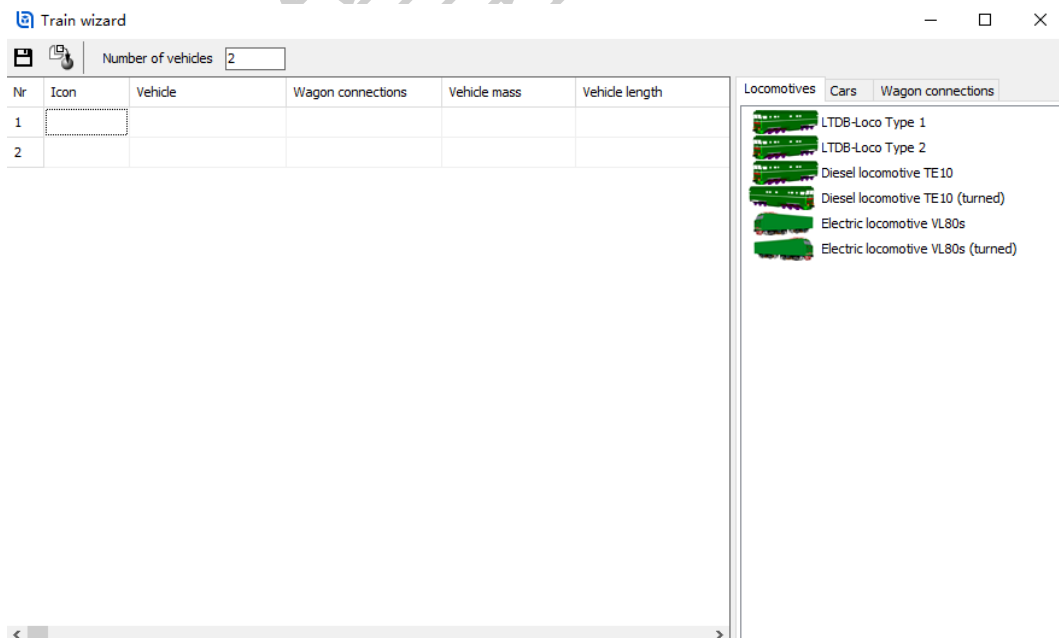 Train wizard
Number of vehicles 2
Nr Icon Vehicle Wagon connections Vehicle mass Vehicle length
1
2
Locomotives Cars Wagon connections
LTDB-Loco Type 1
LTDB-Loco Type 2
Diesel locomotive TE10
Diesel locomotive TE10 (turned)
Electric locomotive VL80s
Electric locomotive VL80s (turned)